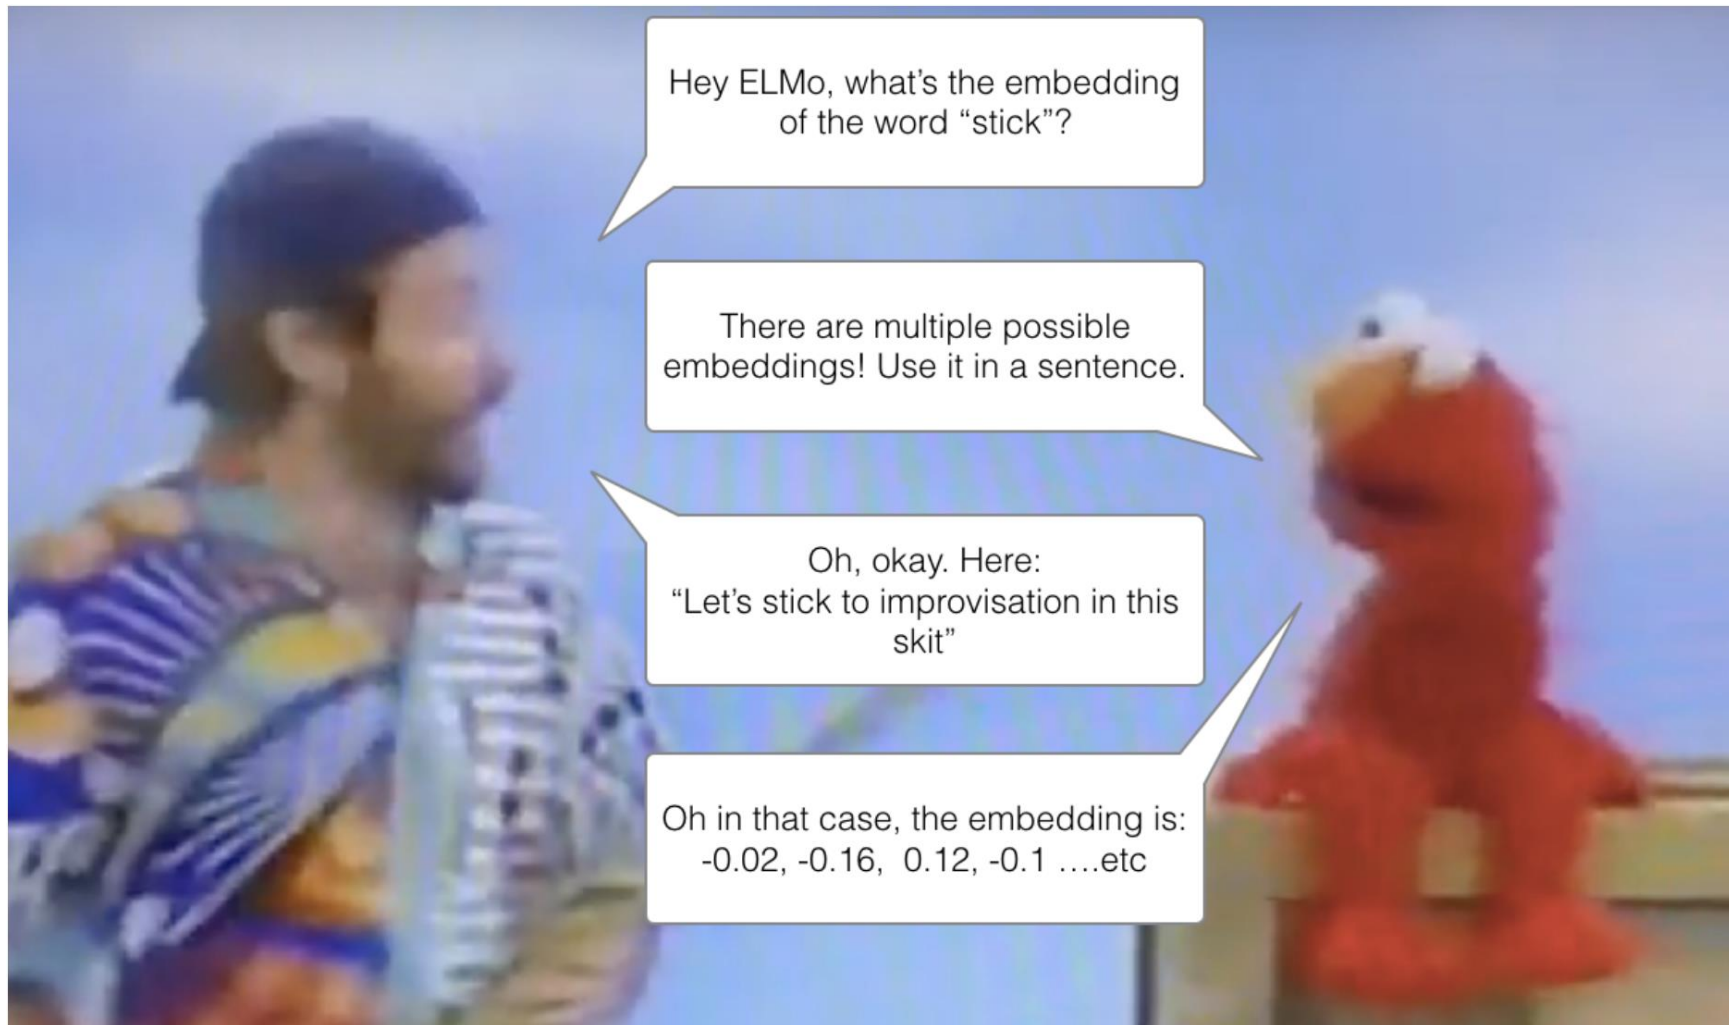 Hey ELMo, what's the embedding
of the word “stick”?
There are multiple possible
embeddings! Use it in a sentence.
Oh, okay. Here:
“Let's stick to improvisation in this
skit”
Oh in that case, the embedding is:
-0.02, -0.16, 0.12, -0.1 ....etc